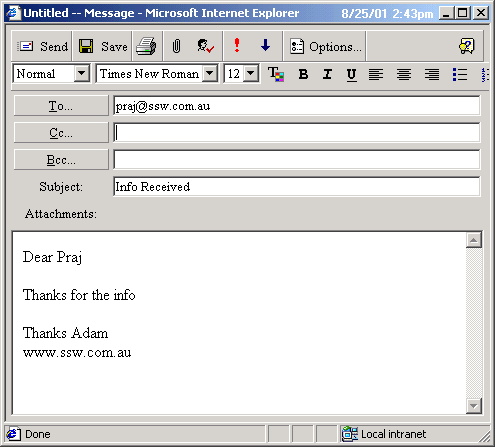 Untitled -- Message - Microsoft Internet Explorer 8/25/01 2:43pm
Send Save Options...
Normal Times New Roman 12 B I U
To... praj@ssw.com.au
Cc...
Bcc...
Subject: Info Received
Attachments:
Dear Praj
Thanks for the info
Thanks Adam
www.ssw.com.au
Done Local intranet